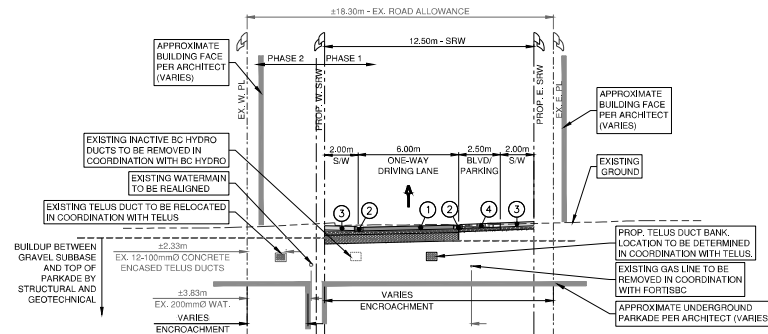 ±18.30m - EX. ROAD ALLOWANCE
12.50m - SRW
APPROXIMATE
BUILDING FACE
PER ARCHITECT
(VARIES)
PHASE 2
PHASE 1
EX. W. PL
PROP. W. SRW
PROP. E. SRW
EX. E. PL
APPROXIMATE
BUILDING FACE
PER ARCHITECT
(VARIES)
EXISTING INACTIVE BC HYDRO
DUCTS TO BE REMOVED IN
COORDINATION WITH BC HYDRO
2.00m
S/W
6.00m
ONE-WAY
DRIVING LANE
2.50m
BLVD/
PARKING
2.00m
S/W
EXISTING
GROUND
EXISTING WATERMAIN
TO BE REALIGNED
EXISTING TELUS DUCT TO BE RELOCATED
IN COORDINATION WITH TELUS
3
2
1
2
4
3
BUILDUP BETWEEN
GRAVEL SUBBASE
AND TOP OF
PARKADE BY
STRUCTURAL AND
GEOTECHNICAL
±2.33m
EX. 12-100mmØ CONCRETE
ENCASED TELUS DUCTS
PROP. TELUS DUCT BANK.
LOCATION TO BE DETERMINED
IN COORDINATION WITH TELUS.
EXISTING GAS LINE TO BE
REMOVED IN COORDINATION
WITH FORTISBC
±3.83m
EX. 200mmØ WAT.
VARIES
ENCROACHMENT
VARIES
ENCROACHMENT
APPROXIMATE UNDERGROUND
PARKADE PER ARCHITECT (VARIES